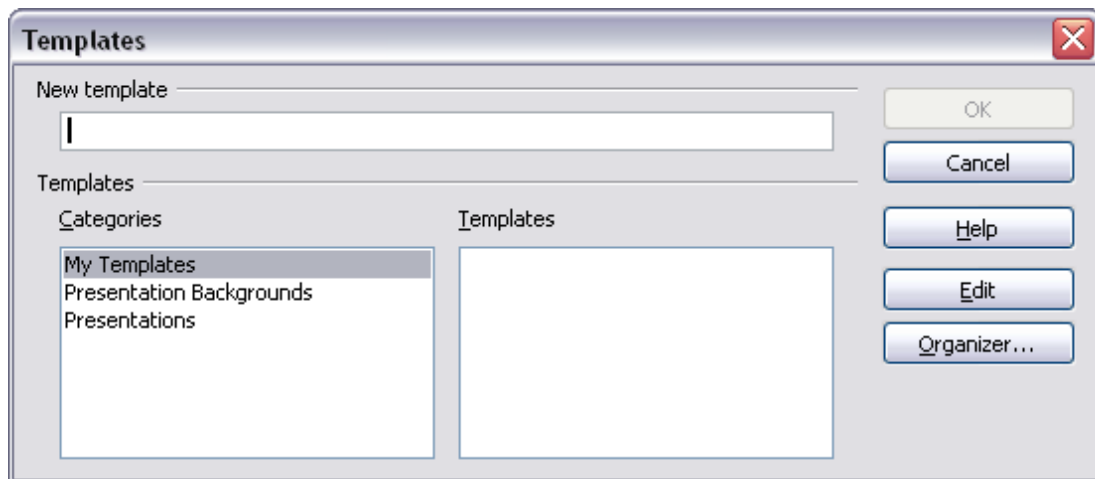 Templates
New template
OK
Cancel
Templates
Categories
Templates
Help
My Templates
Presentation Backgrounds
Presentations
Edit
Organizer...